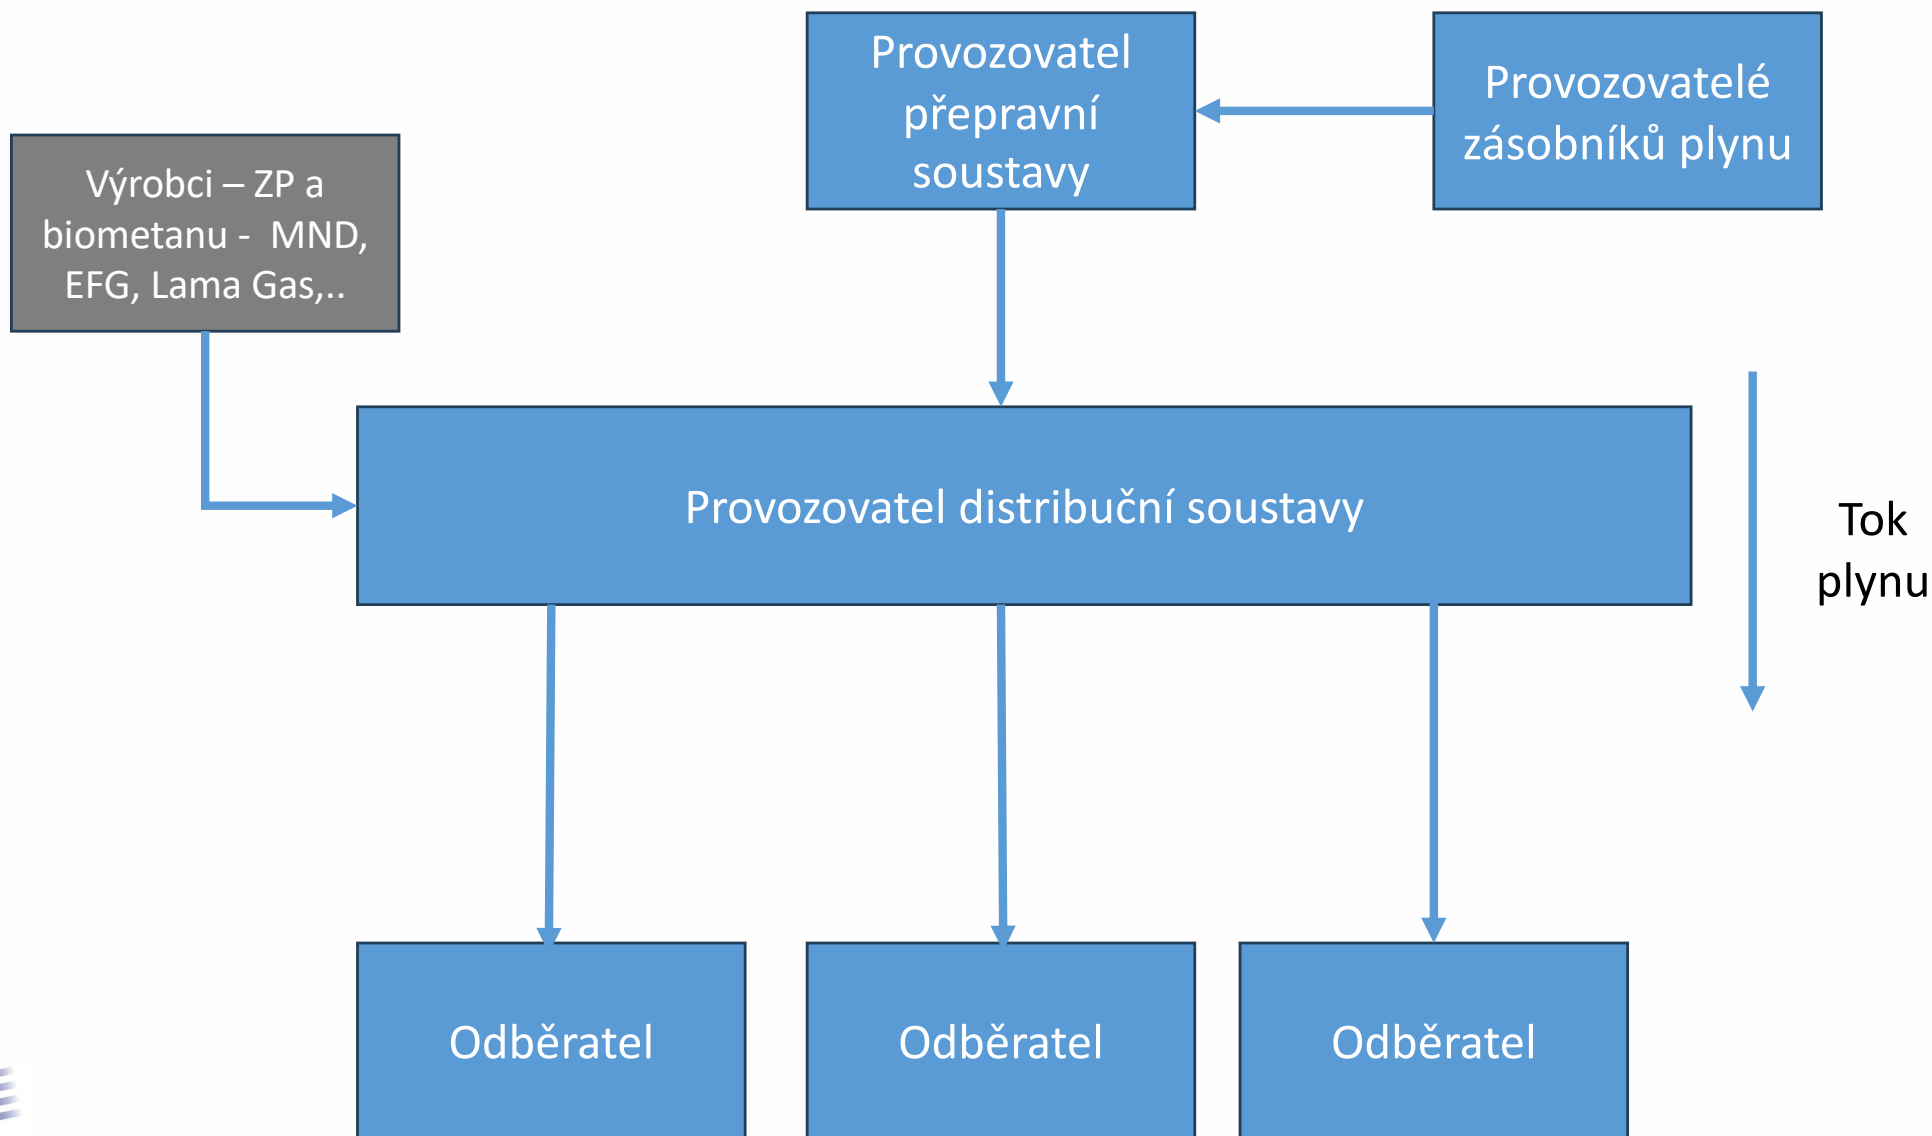 Provozovatel
přepravní
soustavy
Provozovatelé
zásobníků plynu
Výrobci – ZP a
biometanu - MND,
EFG, Lama Gas,..
Provozovatel distribuční soustavy
Tok
plynu
Odběratel
Odběratel
Odběratel